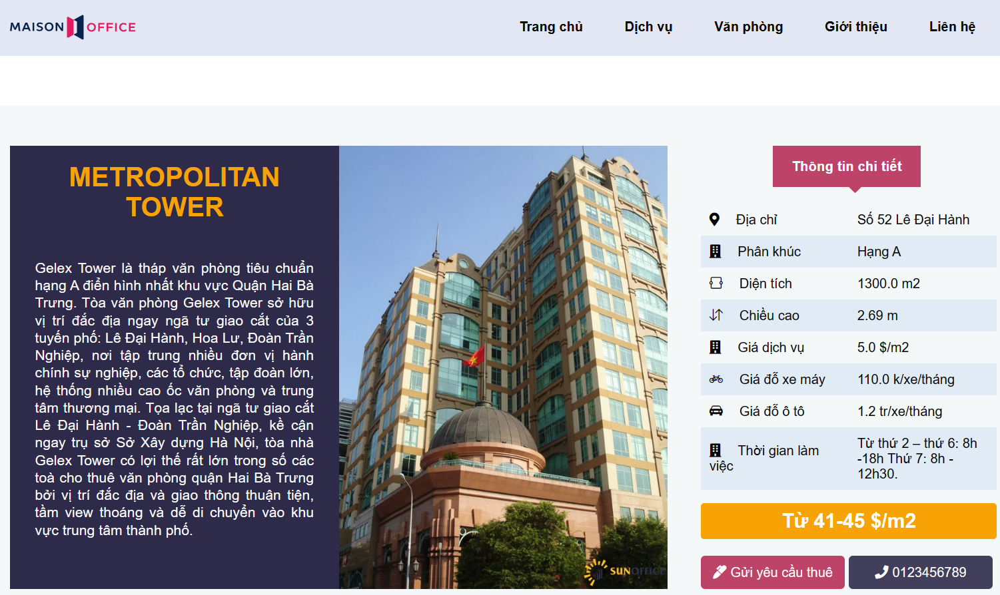 MAISON OFFICE
Trang chủ Dịch vụ Văn phòng Giới thiệu Liên hệ
METROPOLITAN
TOWER
Gelex Tower là tháp văn phòng tiêu chuẩn
hạng A điển hình nhất khu vực Quận Hai Bà
Trưng. Tòa văn phòng Gelex Tower sở hữu
vị trí đắc địa ngay ngã tư giao cắt của 3
tuyến phố: Lê Đại Hành, Hoa Lư, Đoàn Trần
Nghiệp, nơi tập trung nhiều đơn vị hành
chính sự nghiệp, các tổ chức, tập đoàn lớn,
hệ thống nhiều cao ốc văn phòng và trung
tâm thương mại. Tọa lạc tại ngã tư giao cắt
Lê Đại Hành - Đoàn Trần Nghiệp, kề cận
ngay trụ sở Sở Xây dựng Hà Nội, tòa nhà
Gelex Tower có lợi thế rất lớn trong số các
toà cho thuê văn phòng quận Hai Bà Trưng
bởi vị trí đắc địa và giao thông thuận tiện,
tầm view thoáng và dễ di chuyển vào khu
vực trung tâm thành phố.
SUNOFFICE
Thông tin chi tiết
Địa chỉ Số 52 Lê Đại Hành
Phân khúc Hạng A
Diện tích 1300.0 m2
Chiều cao 2.69 m
Giá dịch vụ 5.0 $/m2
Giá đỗ xe máy 110.0 k/xe/tháng
Giá đỗ ô tô 1.2 tr/xe/tháng
Thời gian làm
việc
Từ thứ 2 – thứ 6: 8h
-18h Thứ 7: 8h -
12h30.
Từ 41-45 $/m2
Gửi yêu cầu thuê
0123456789